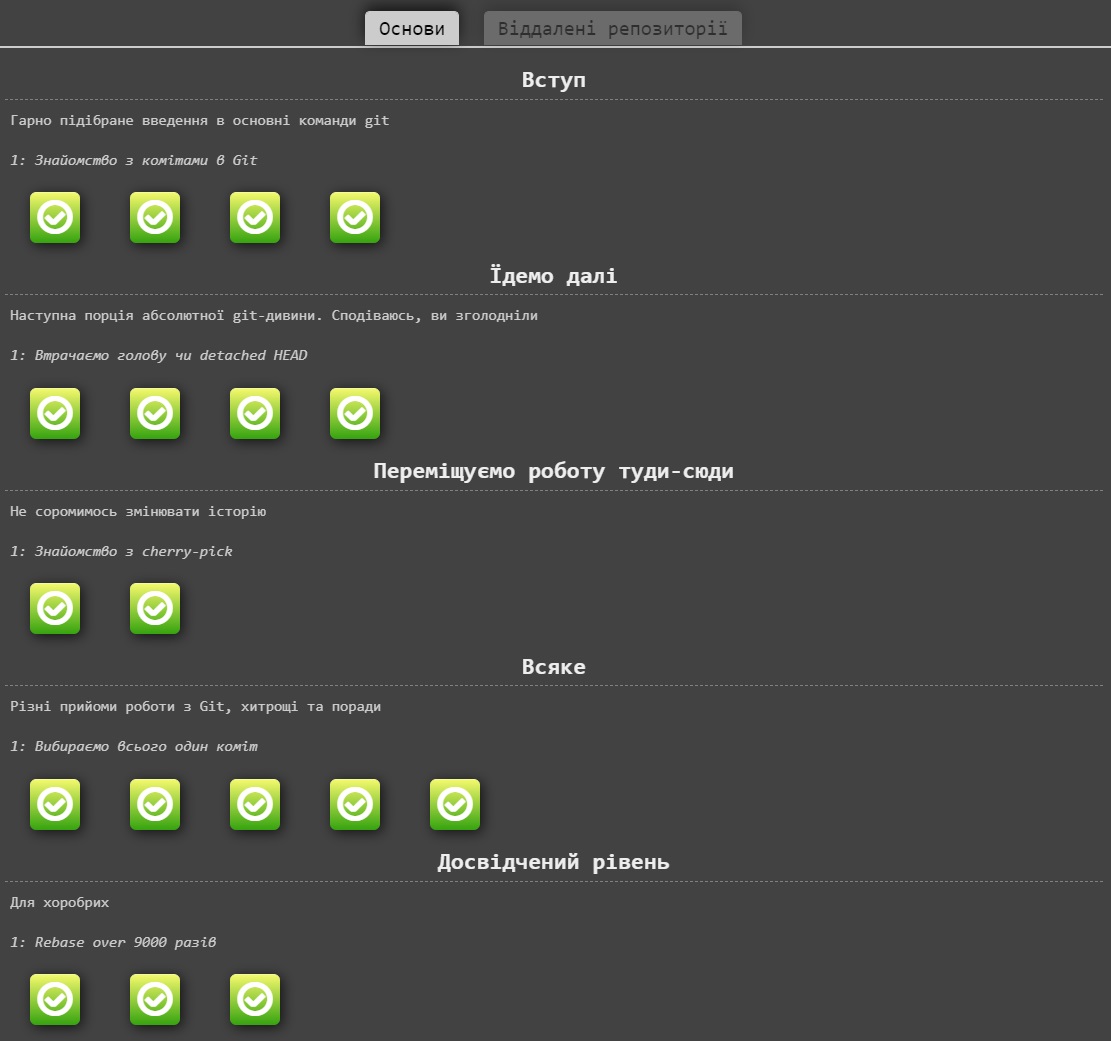 Основи Віддалені репозиторії
Вступ
Гарно підібране введення в основні команди git
1: Знайомство з комітами в Git
Їдемо далі
Наступна порція абсолютної git-дивини. Сподіваюсь, ви зголодніли
1: Втрачаємо голову чи detached HEAD
Переміщуємо роботу туди-сюди
Не соромимось змінювати історію
1: Знайомство з cherry-pick
Всяке
Різні прийоми роботи з Git, хитрощі та поради
1: Вибираємо всього один коміт
Досвідчений рівень
Для хоробрих
1: Rebase over 9000 разів